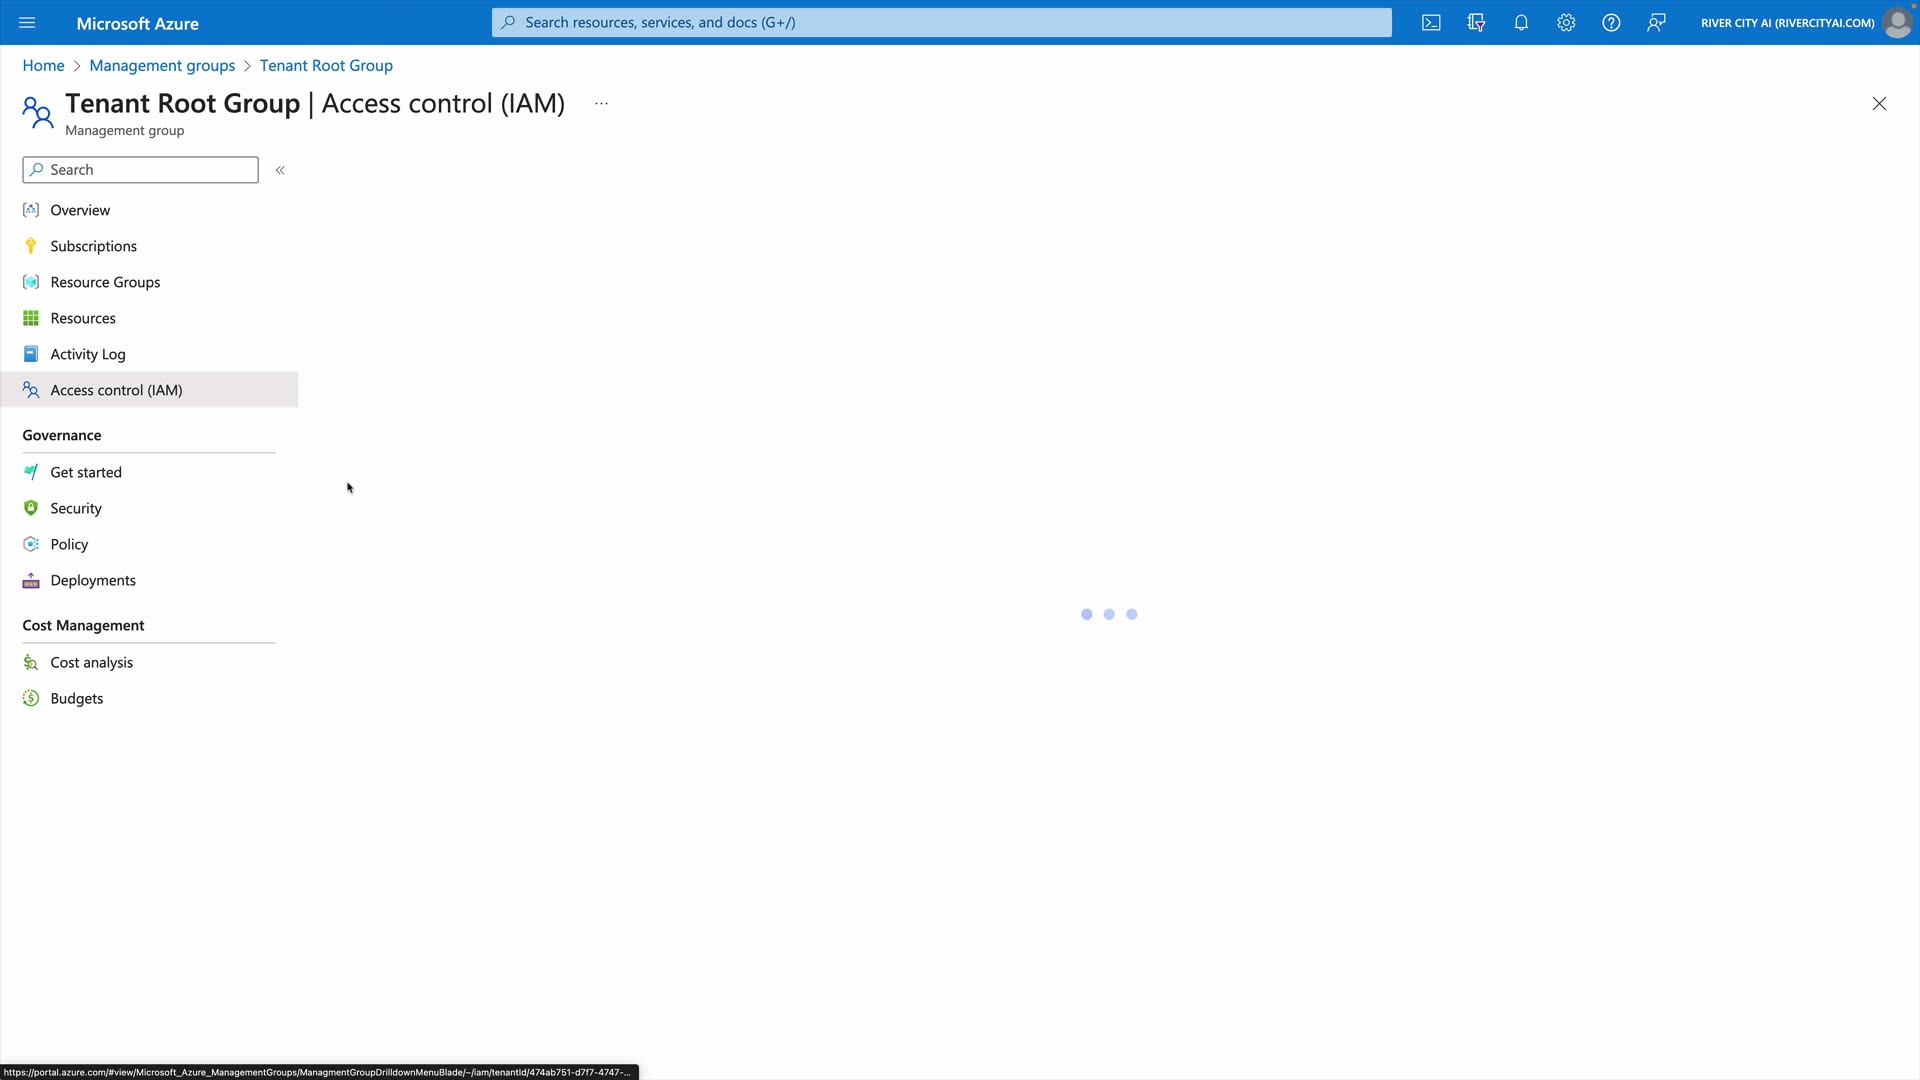 Microsoft Azure
Search resources, services, and docs (G+/)
RIVER CITY AI (RIVERCITYAI.COM)
Home > Management groups > Tenant Root Group
Tenant Root Group | Access control (IAM) ...
Management group
Search «
Overview
Subscriptions
Resource Groups
Resources
Activity Log
Access control (IAM)
Governance
Get started
Security
Policy
Deployments
Cost Management
Cost analysis
Budgets
https://portal.azure.com/#view/Microsoft_Azure_ManagementGroups/ManagmentGroupDrilldownMenuBlade/~/iam/tenantId/474ab751-d7f7-4747-...